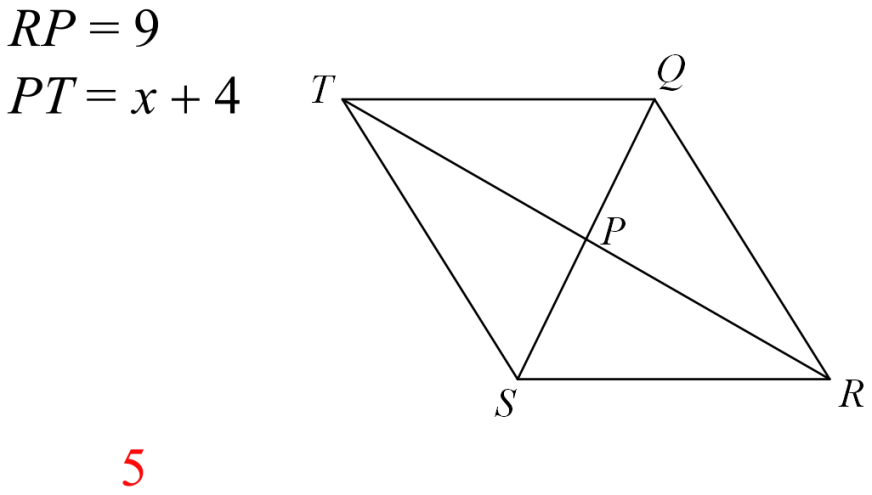 RP = 9
PT = x + 4
T
Q
P
S
R
5